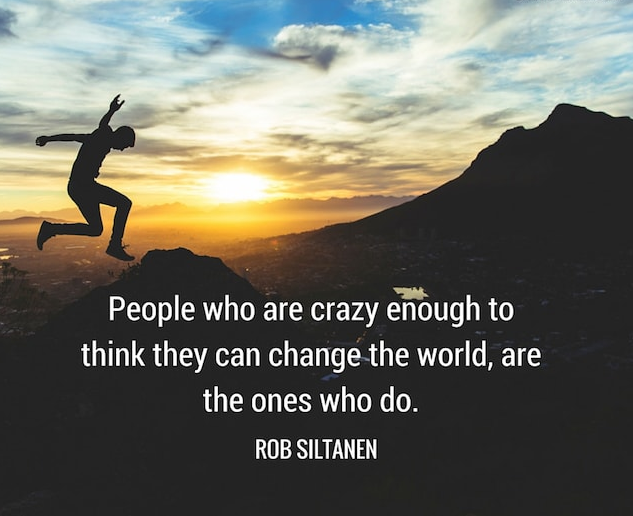 People who are crazy enough to
think they can change the world, are
the ones who do.
ROB SILTANEN